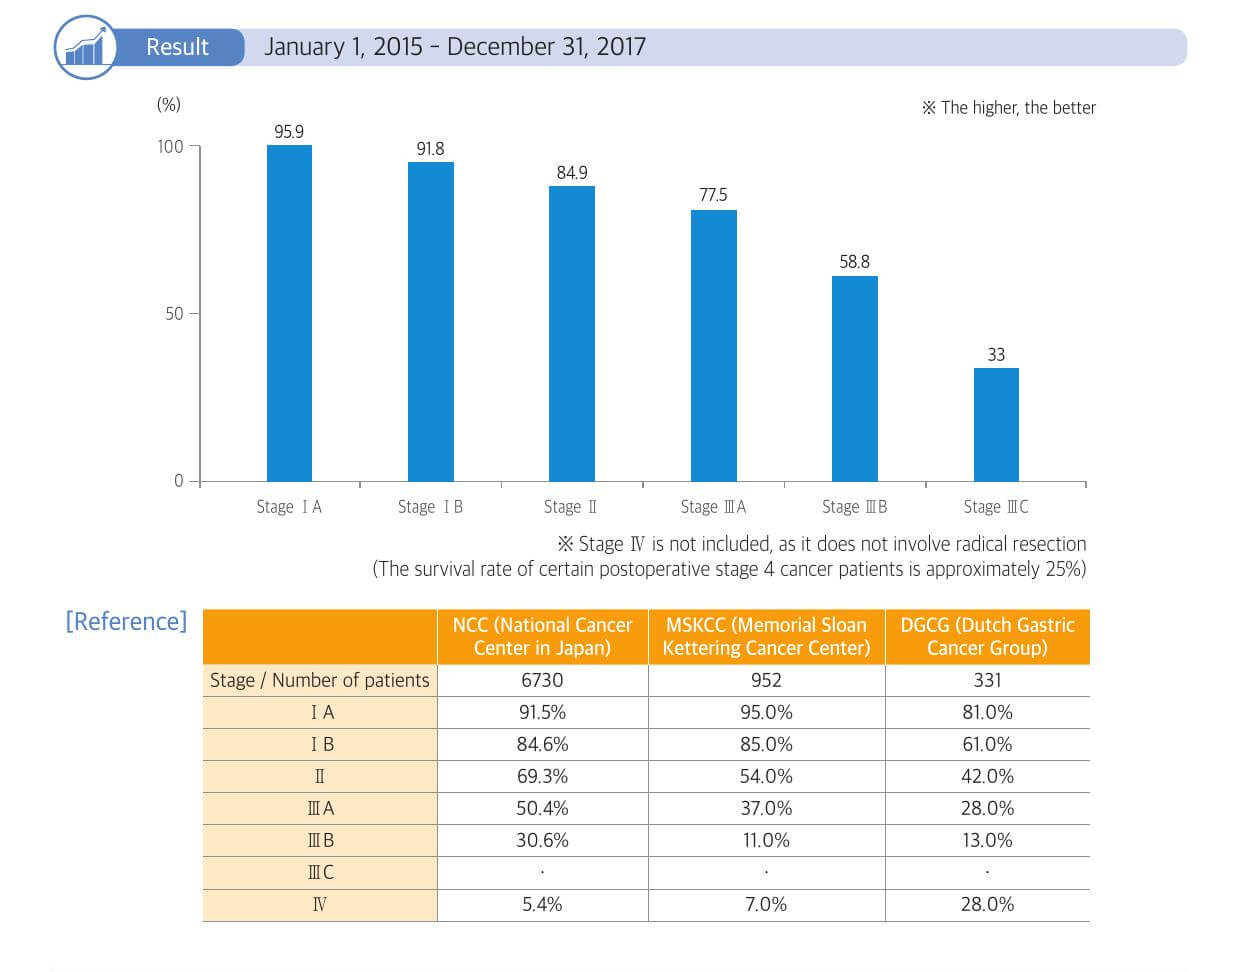 Result January 1, 2015 – December 31, 2017
(%)
※ The higher, the better
100
50
0
95.9
91.8
84.9
77.5
58.8
33
Stage Ⅰ A
Stage Ⅰ B
Stage Ⅱ
Stage ⅢA
Stage ⅢB
Stage ⅢC
※ Stage Ⅳ is not included, as it does not involve radical resection
(The survival rate of certain postoperative stage 4 cancer patients is approximately 25%)
[Reference]
NCC (National Cancer
Center in Japan)
MSKCC (Memorial Sloan
Kettering Cancer Center)
DGCG (Dutch Gastric
Cancer Group)
Stage / Number of patients 6730 952 331
Ⅰ A 91.5% 95.0% 81.0%
Ⅰ B 84.6% 85.0% 61.0%
Ⅱ 69.3% 54.0% 42.0%
ⅢA 50.4% 37.0% 28.0%
ⅢB 30.6% 11.0% 13.0%
ⅢC · · ·
Ⅳ 5.4% 7.0% 28.0%